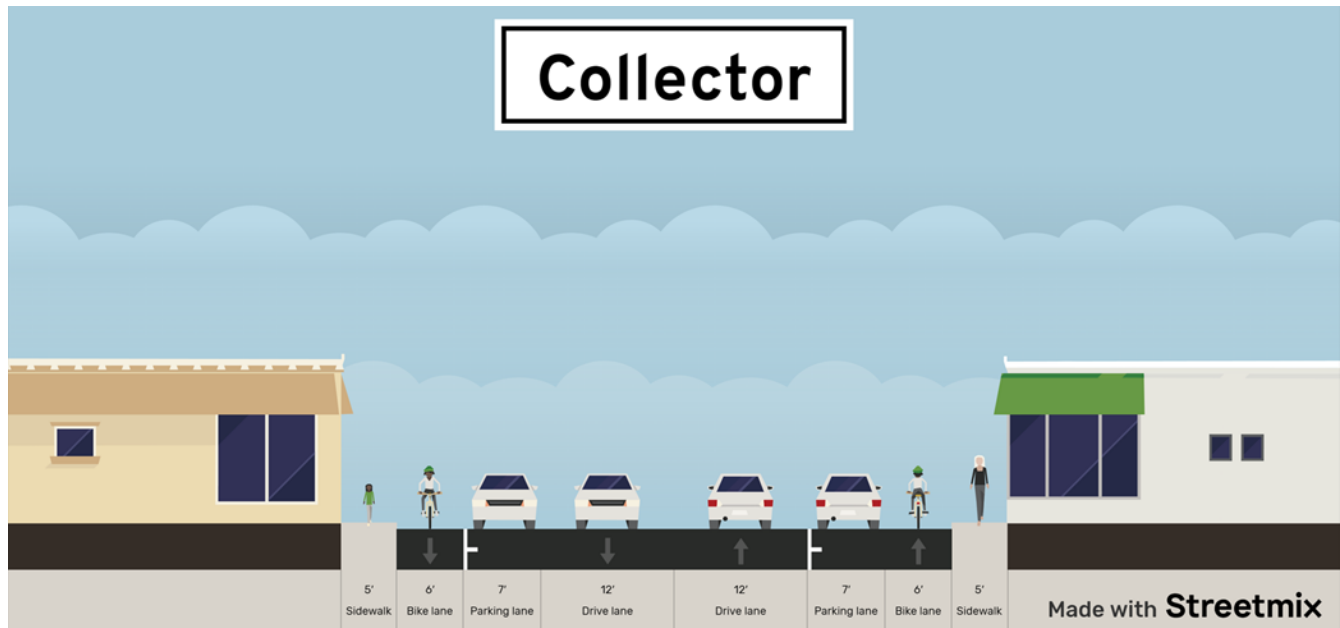 Collector
5' 6' 7' 12' 12' 7' 6' 5'
Sidewalk Bike lane Parking lane Drive lane Drive lane Parking lane Bike lane Sidewalk
Made with Streetmix